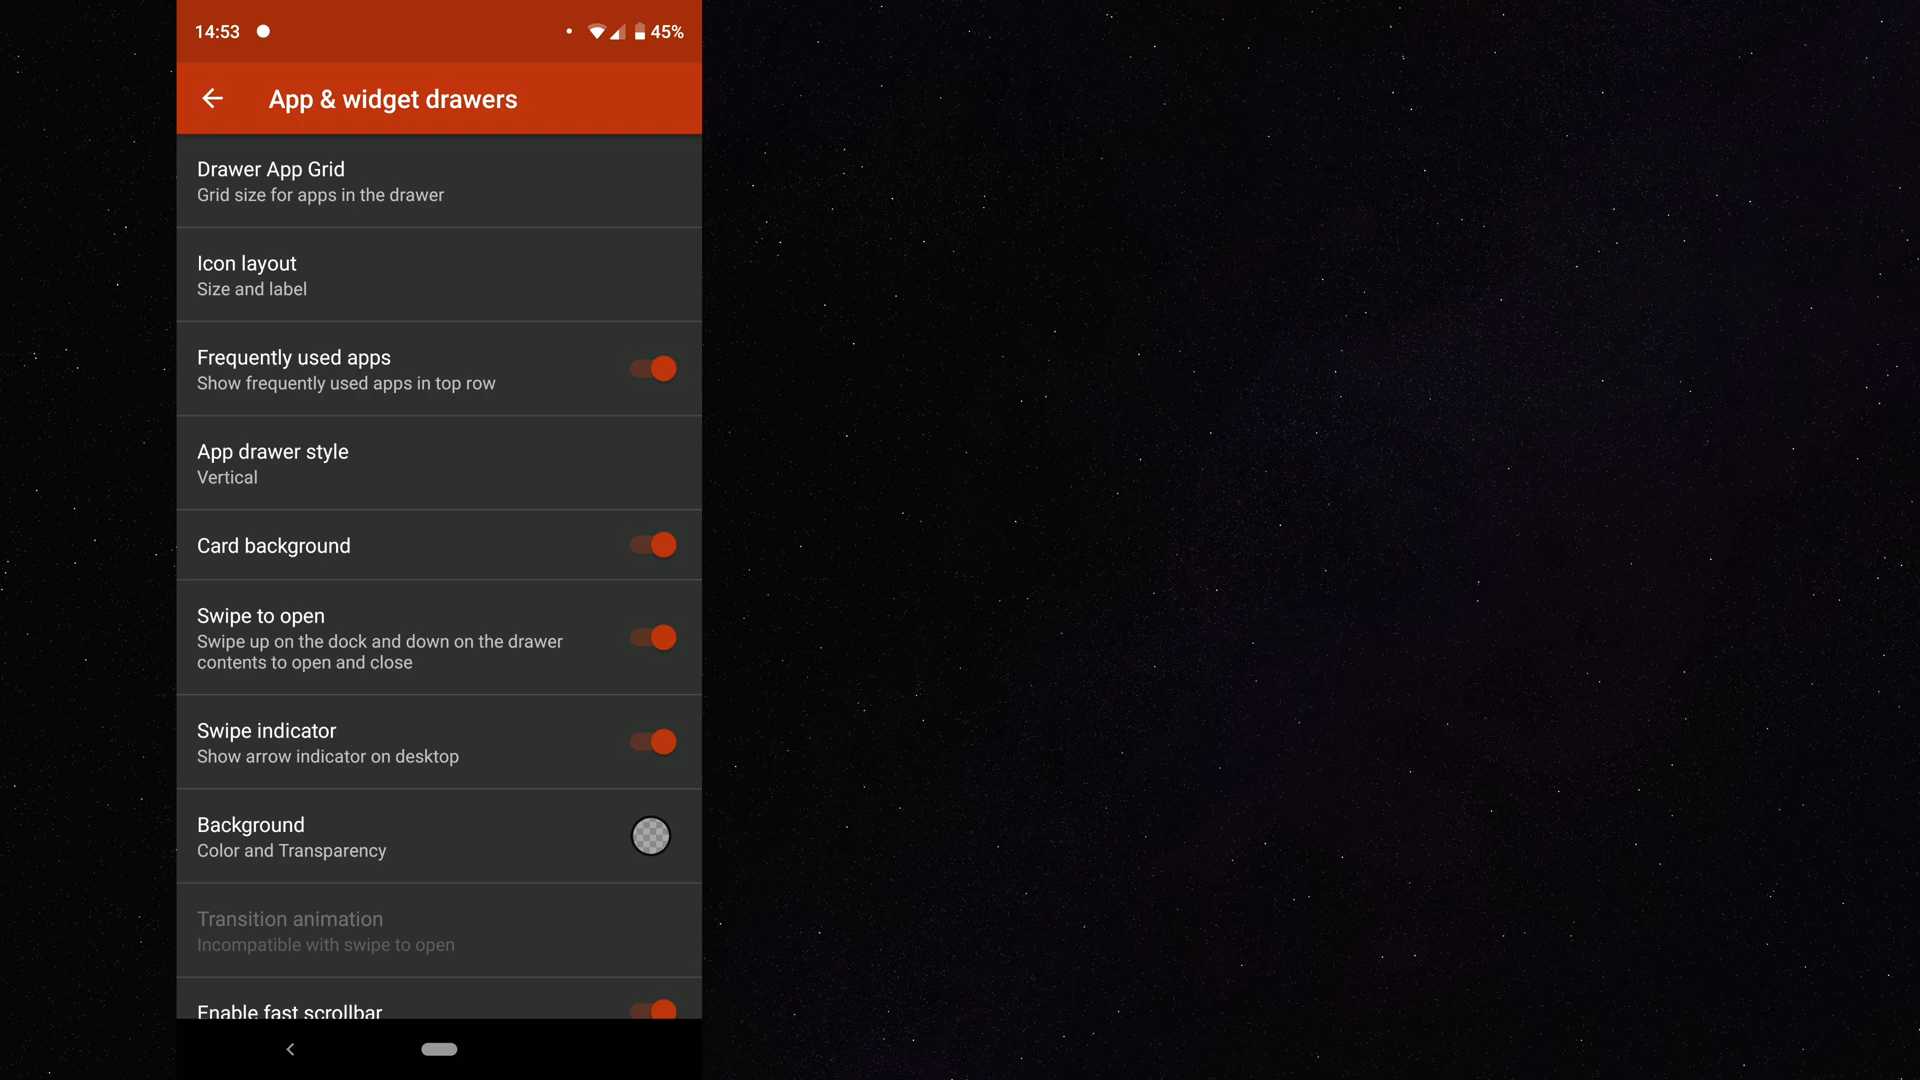 14:53
45%
App & widget drawers
Drawer App Grid
Grid size for apps in the drawer
Icon layout
Size and label
Frequently used apps
Show frequently used apps in top row
App drawer style
Vertical
Card background
Swipe to open
Swipe up on the dock and down on the drawer
contents to open and close
Swipe indicator
Show arrow indicator on desktop
Background
Color and Transparency
Transition animation
Incompatible with swipe to open
Enable fast scrollbar